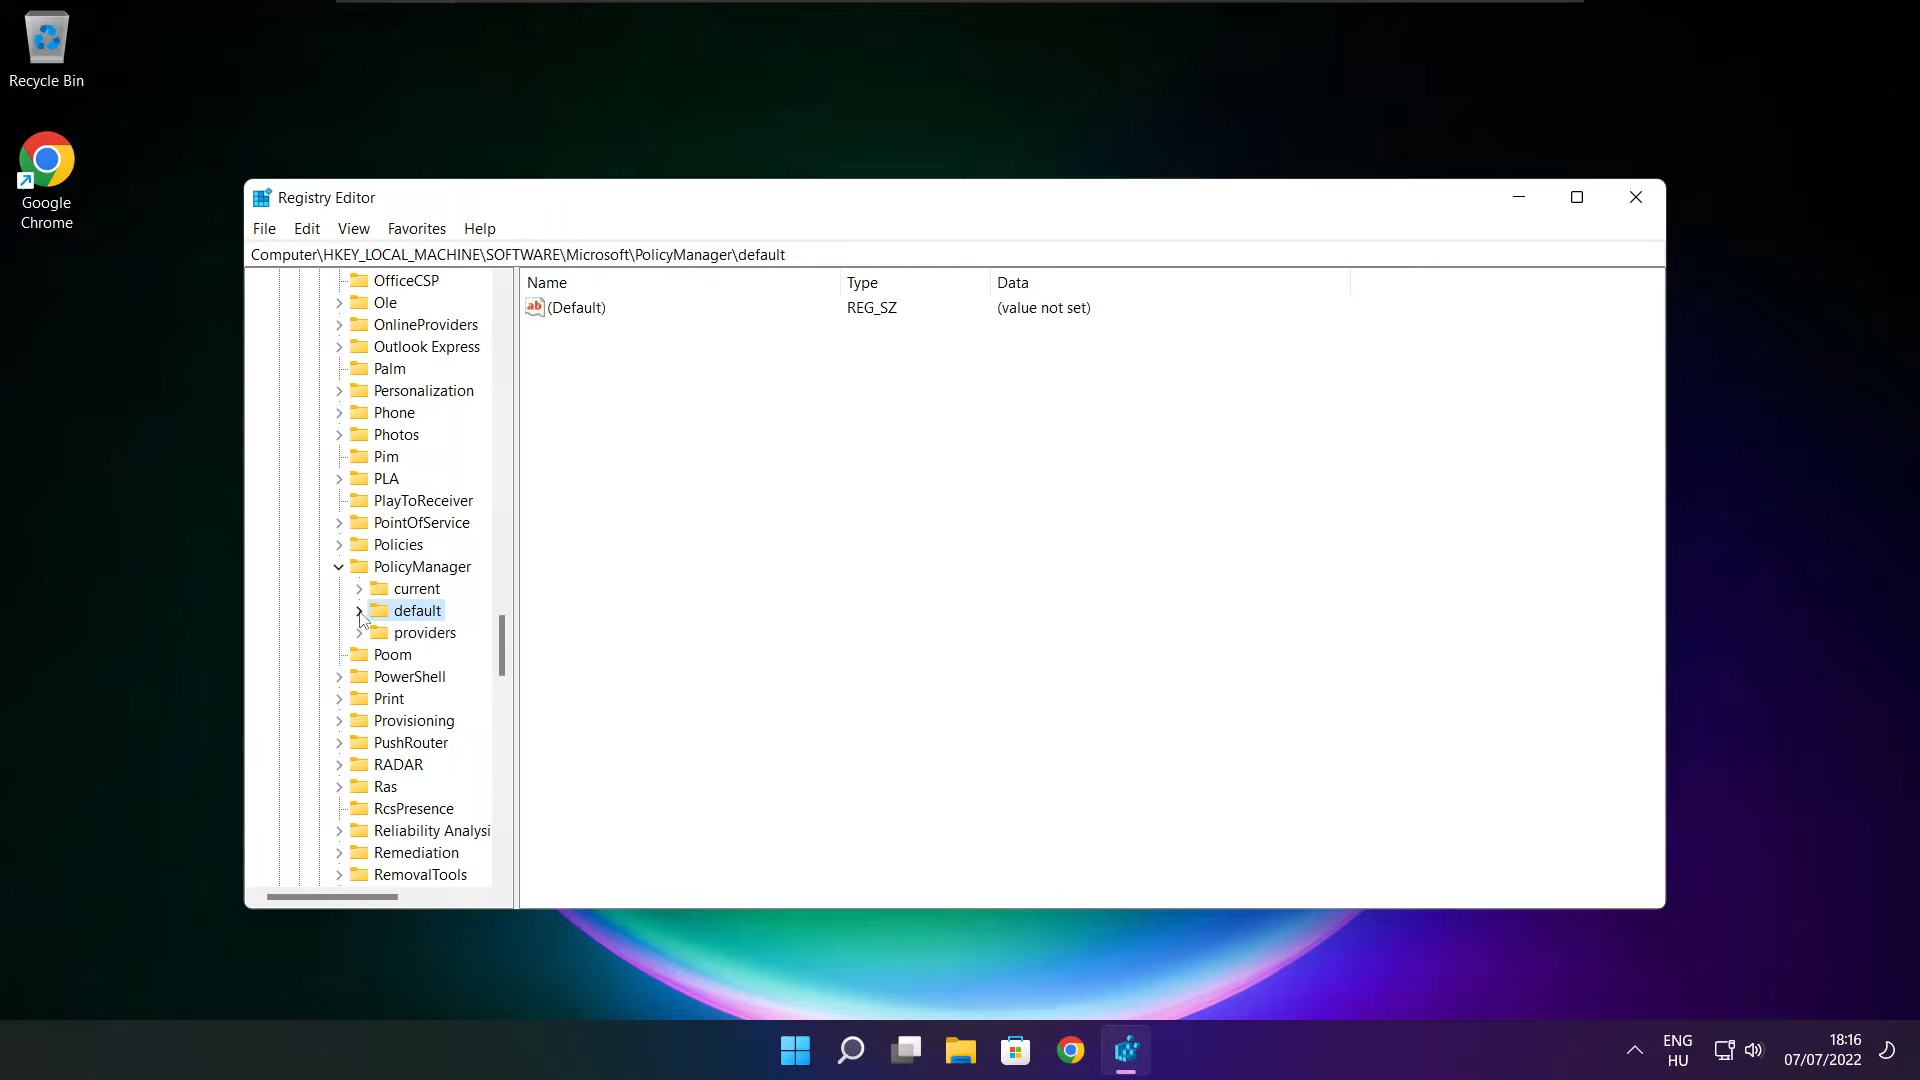 Recycle Bin
Google
Chrome
Registry Editor
File Edit View Favorites Help
Computer\HKEY_LOCAL_MACHINE\SOFTWARE\Microsoft\PolicyManager\default
OfficeCSP
Ole
OnlineProviders
Outlook Express
Palm
Personalization
Phone
Photos
Pim
PLA
PlayToReceiver
PointOfService
Policies
PolicyManager
current
default
providers
Poom
PowerShell
Print
Provisioning
PushRouter
RADAR
Ras
RcsPresence
Reliability Analysi
Remediation
RemovalTools
Name Type Data
ab (Default) REG_SZ (value not set)
ENG
HU
18:16
07/07/2022